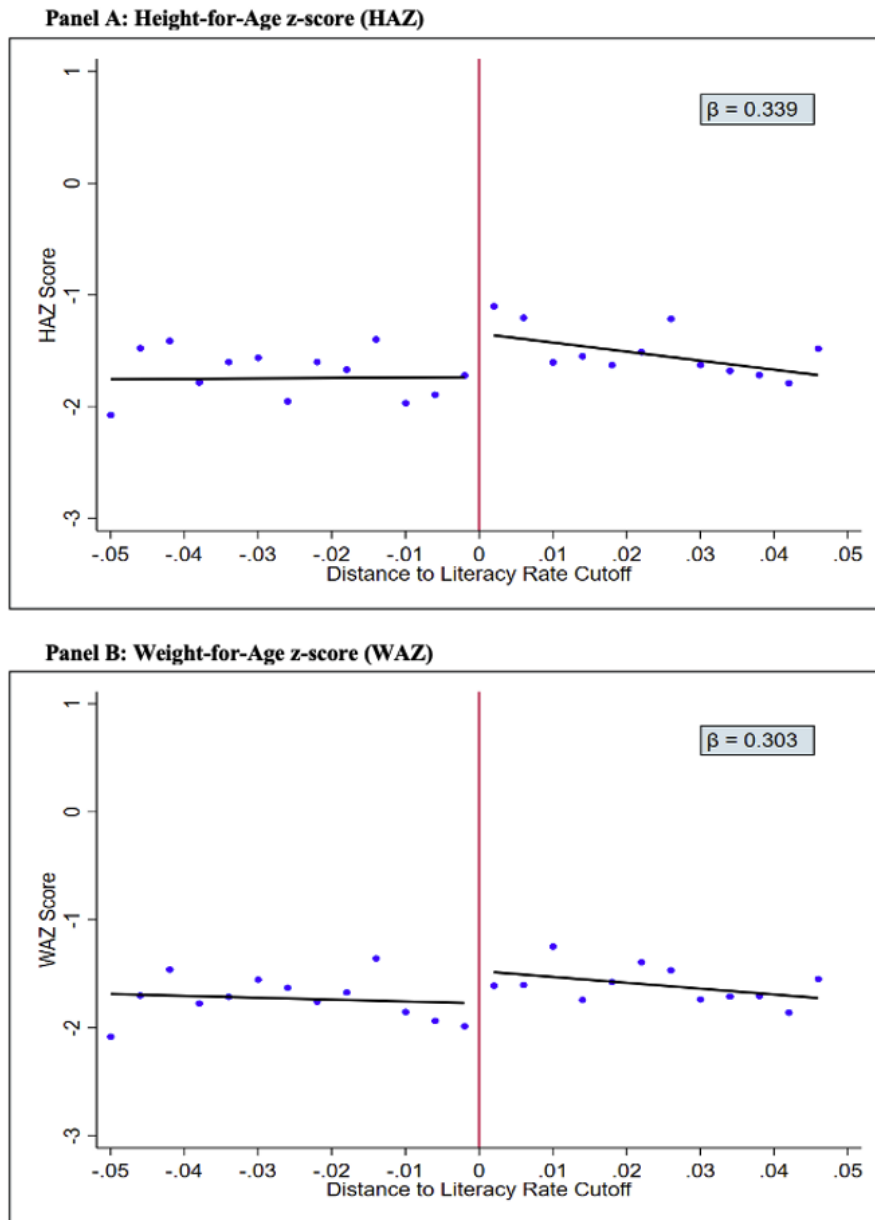 Panel A: Height-for-Age z-score (HAZ)
β = 0.339
1
0
-1
-2
-3
HAZ Score
-.05 -.04 -.03 -.02 -.01 0 .01 .02 .03 .04 .05
Distance to Literacy Rate Cutoff
Panel B: Weight-for-Age z-score (WAZ)
β = 0.303
1
0
-1
-2
-3
WAZ Score
-.05 -.04 -.03 -.02 -.01 0 .01 .02 .03 .04 .05
Distance to Literacy Rate Cutoff